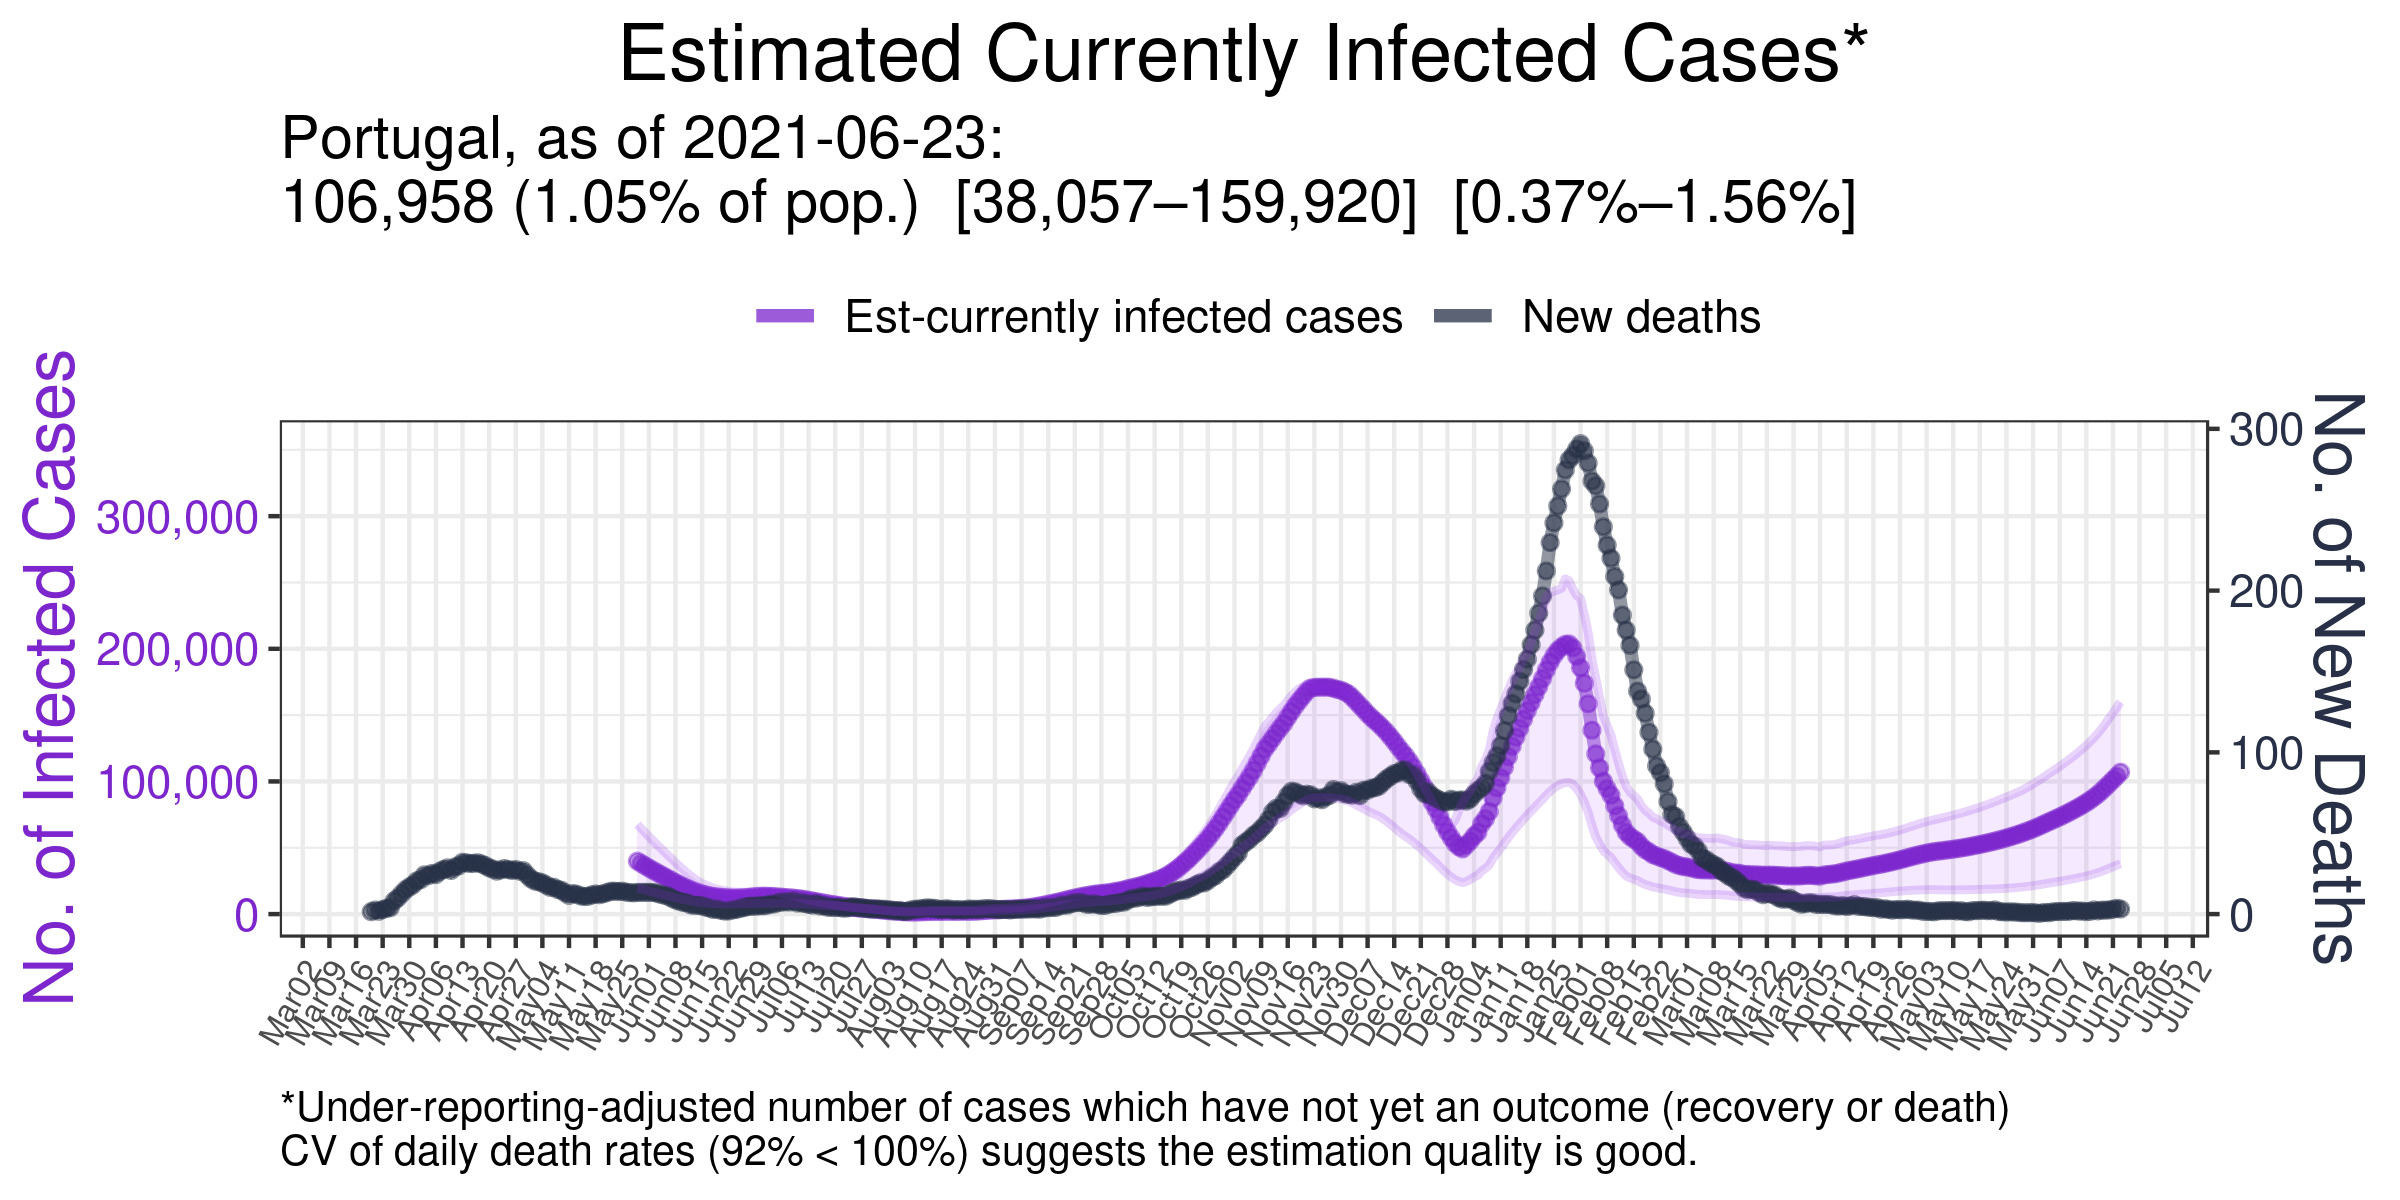 Estimated Currently Infected Cases*
Portugal, as of 2021-06-23:
106,958 (1.05% of pop.)  [38,057–159,920]  [0.37%–1.56%]
Est-currently infected cases
New deaths
No. of Infected Cases
300,000
200,000
100,000
0
300
200
100
0
No. of New Deaths
Mar02
Mar09
Mar16
Mar23
Mar30
Apr06
Apr13
Apr20
Apr27
May04
May11
May18
May25
Jun01
Jun08
Jun15
Jun22
Jun29
Jul06
Jul13
Jul20
Jul27
Aug03
Aug10
Aug17
Aug24
Aug31
Sep07
Sep14
Sep21
Sep28
Oct05
Oct12
Oct19
Oct26
Nov02
Nov09
Nov16
Nov23
Nov30
Dec07
Dec14
Dec21
Dec28
Jan04
Jan11
Jan18
Jan25
Feb01
Feb08
Feb15
Feb22
Mar01
Mar08
Mar15
Mar22
Mar29
Apr05
Apr12
Apr19
Apr26
May03
May10
May17
May24
May31
Jun07
Jun14
Jun21
Jun28
Jul05
Jul12
*Under-reporting-adjusted number of cases which have not yet an outcome (recovery or death)
CV of daily death rates (92% < 100%) suggests the estimation quality is good.